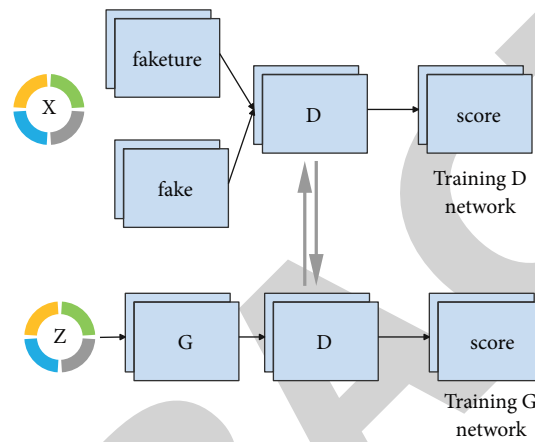 faketure
X
D
score
fake
Training D
network
Z
G
D
score
Training G
network